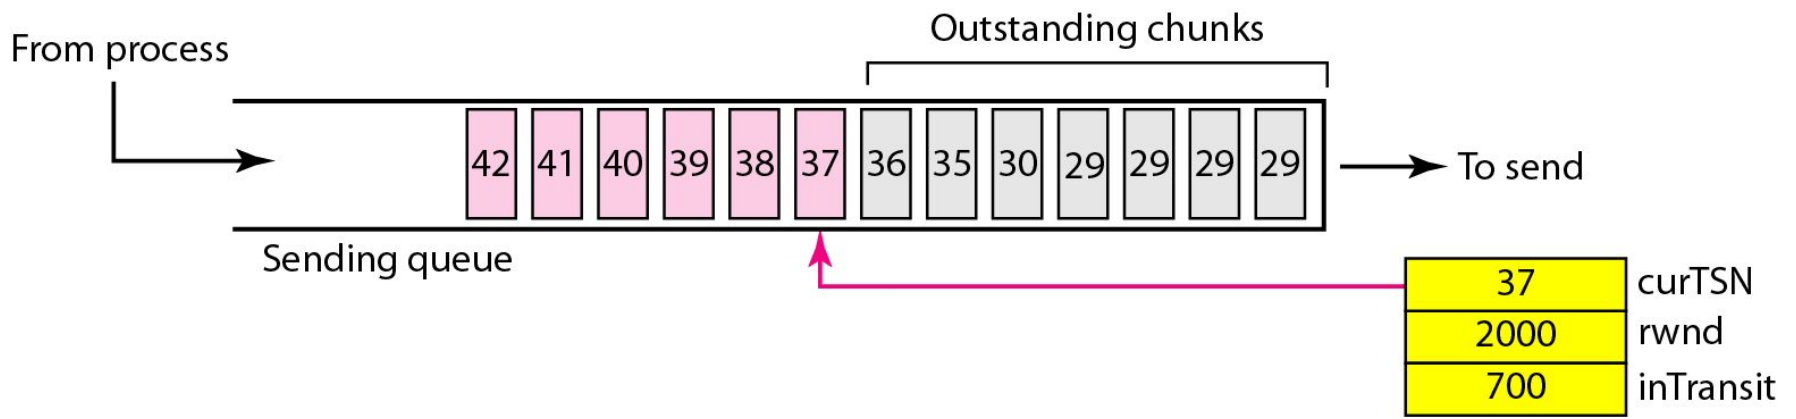 Outstanding chunks
From process
42 41 40 39 38 37 36 35 30 29 29 29 29
To send
Sending queue
37 curTSN
2000 rwnd
700 inTransit